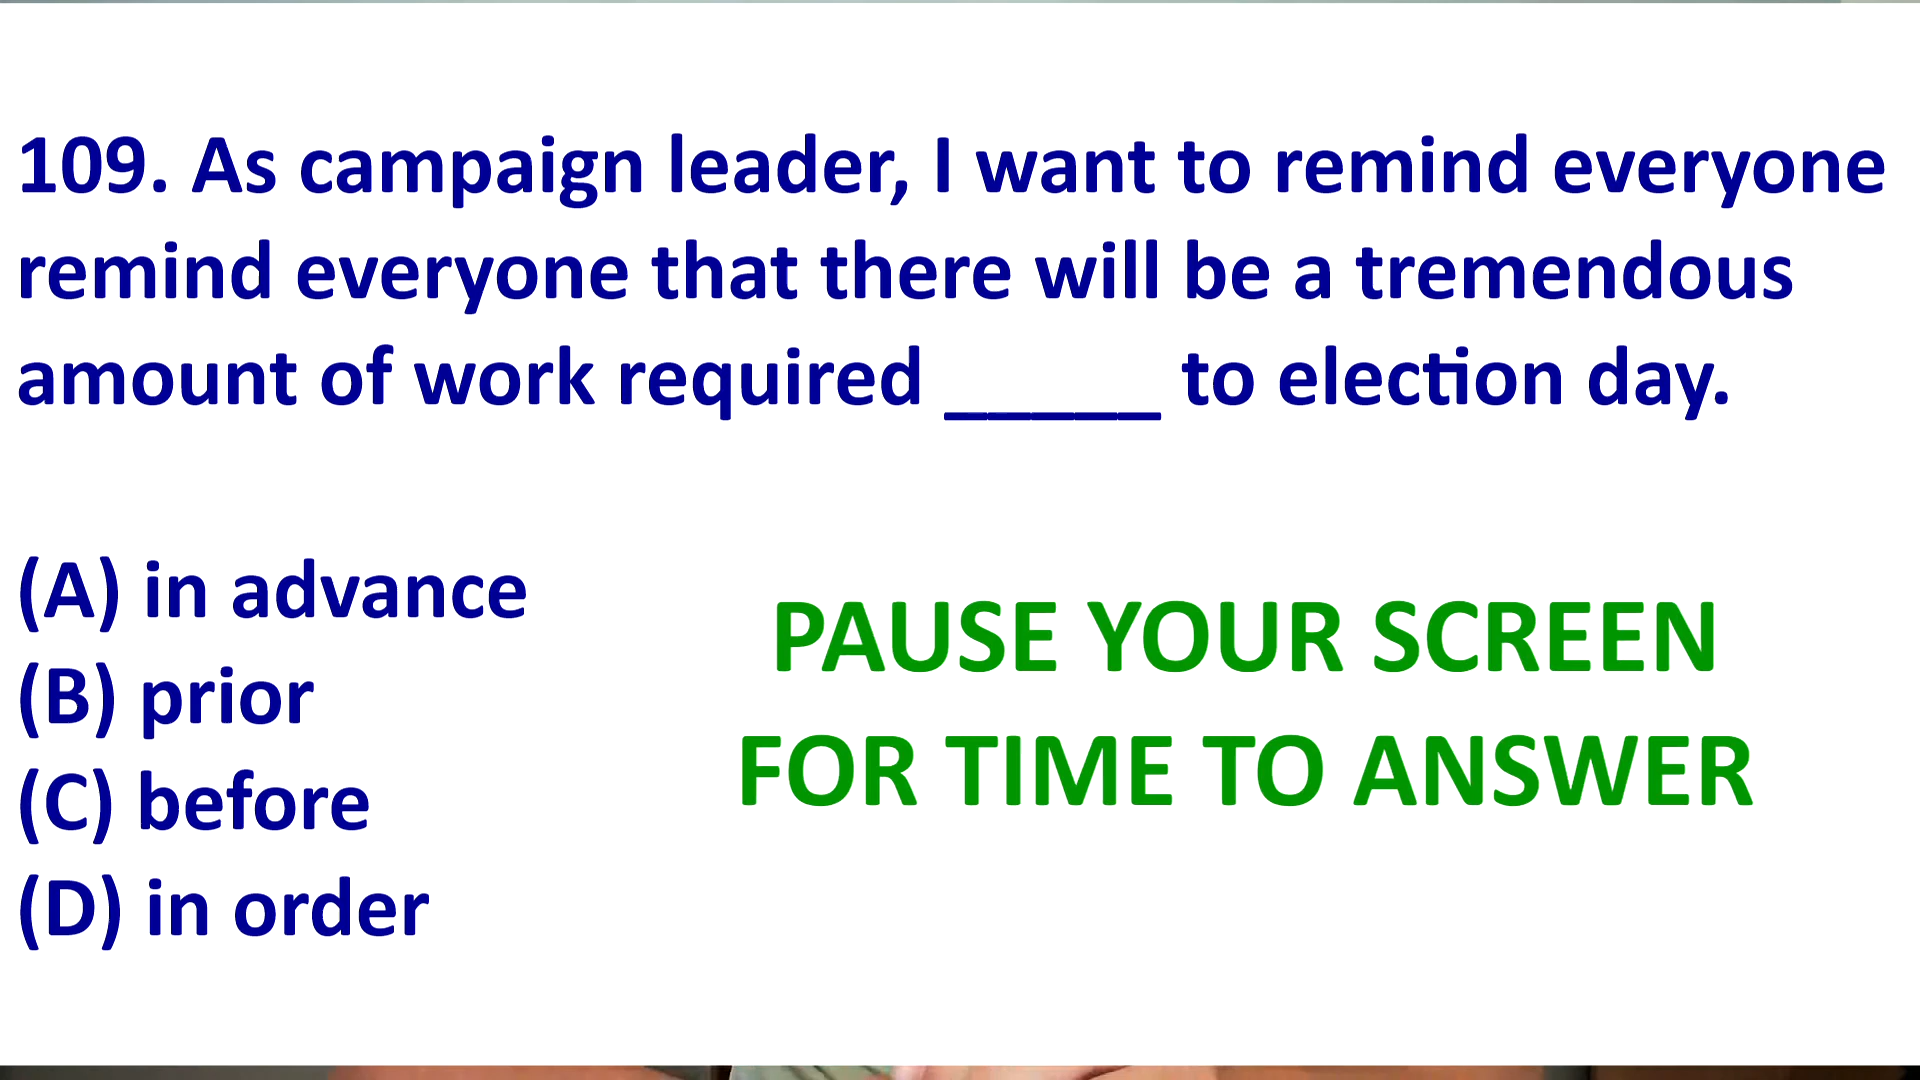 109. As campaign leader, I want to remind everyone
remind everyone that there will be a tremendous
amount of work required _____ to election day.
(A) in advance
(B) prior
(C) before
(D) in order
PAUSE YOUR SCREEN
FOR TIME TO ANSWER